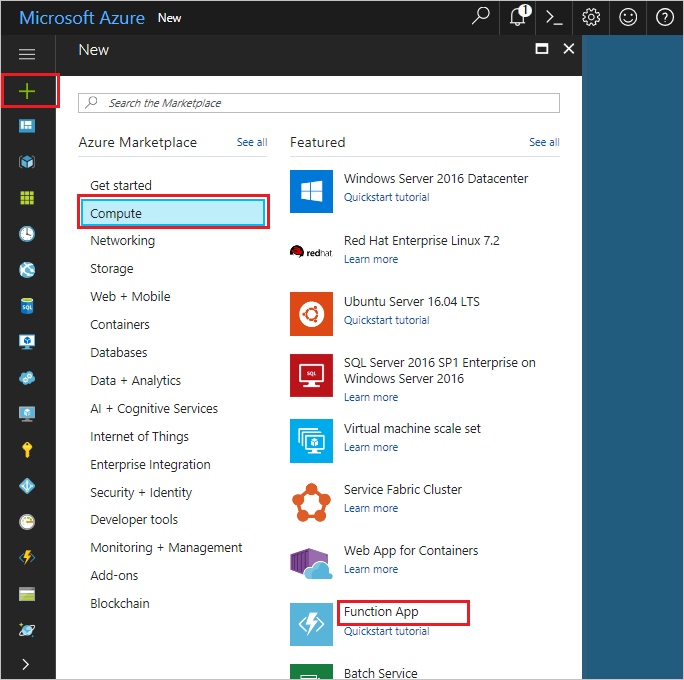 Microsoft Azure New
1
New
Search the Marketplace
Azure Marketplace See all
Get started
Compute
Networking
Storage
Web + Mobile
Containers
Databases
Data + Analytics
AI + Cognitive Services
Internet of Things
Enterprise Integration
Security + Identity
Developer tools
Monitoring + Management
Add-ons
Blockchain
Featured See all
Windows Server 2016 Datacenter
Quickstart tutorial
redhat.
Red Hat Enterprise Linux 7.2
Learn more
Ubuntu Server 16.04 LTS
Quickstart tutorial
SQL
SQL Server 2016 SP1 Enterprise on
Windows Server 2016
Learn more
Virtual machine scale set
Learn more
Service Fabric Cluster
Learn more
Web App for Containers
Learn more
Function App
Quickstart tutorial
Batch Service
SQL